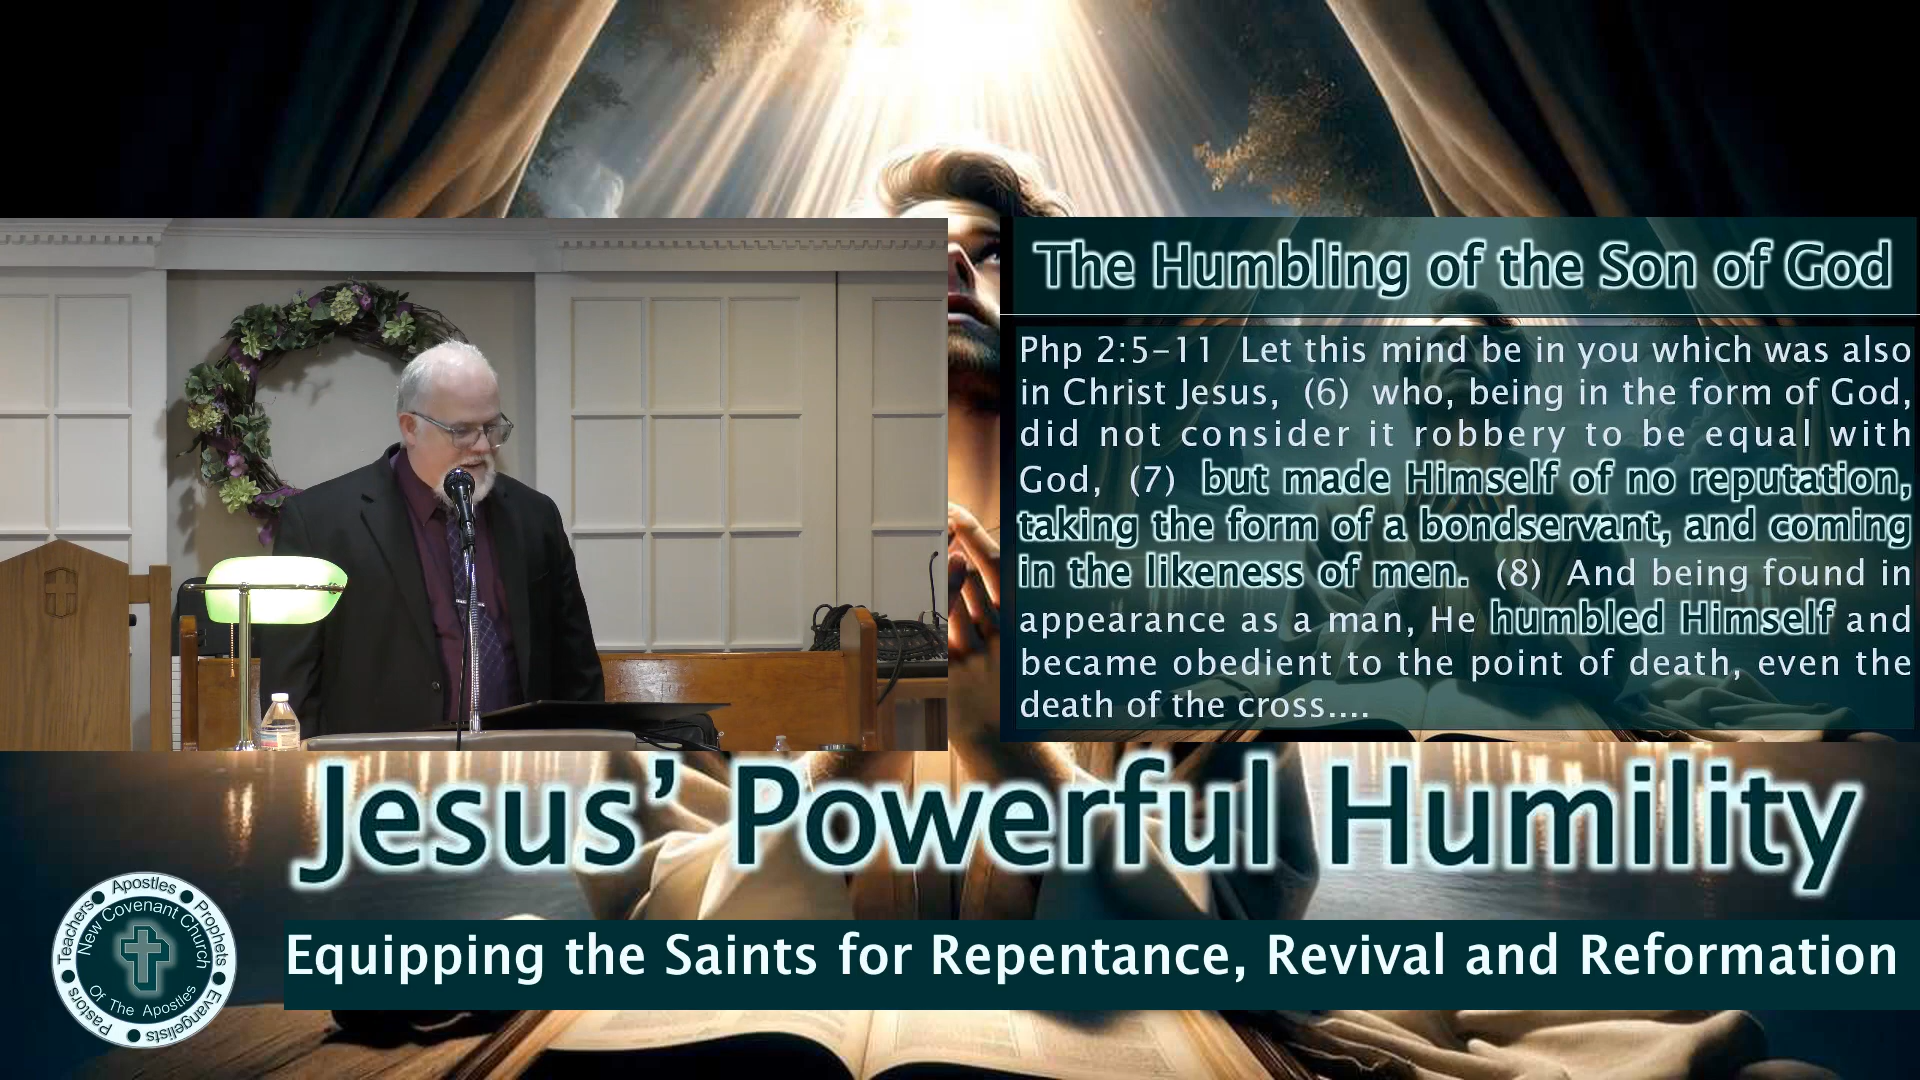 The Humbling of the Son of God
Php 2:5-11 Let this mind be in you which was also
in Christ Jesus, (6) who, being in the form of God,
did not consider it robbery to be equal with
God, (7) but made Himself of no reputation,
taking the form of a bondservant, and coming
in the likeness of men. (8) And being found in
appearance as a man, He humbled Himself and
became obedient to the point of death, even the
death of the cross....
Jesus’ Powerful Humility
Equipping the Saints for Repentance, Revival and Reformation
Apostles • Prophets • Evangelists • Pastors • Teachers •
New Covenant Church
Of The Apostles